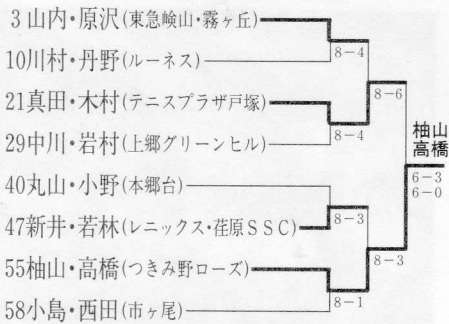 3山内・原沢(東急嶮山・霧ヶ丘)
8-4
10川村・丹野(ルーネス)
8-6
21真田・木村(テニスプラザ戸塚)
8-4
29中川・岩村(上郷グリーンヒル)
柚山
高橋
6-3
6-0
40丸山・小野(本郷台)
8-3
47新井・若林(レニックス・荏原SSC)
8-3
55柚山・高橋(つきみ野ローズ)
8-1
58小島・西田(市ヶ尾)